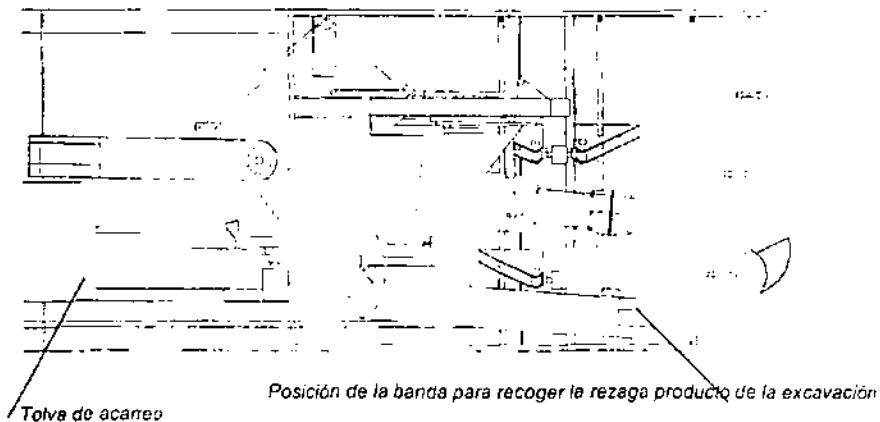 Posición de la banda para recoger la rezaga producto de la excavación
Tolva de acarreo